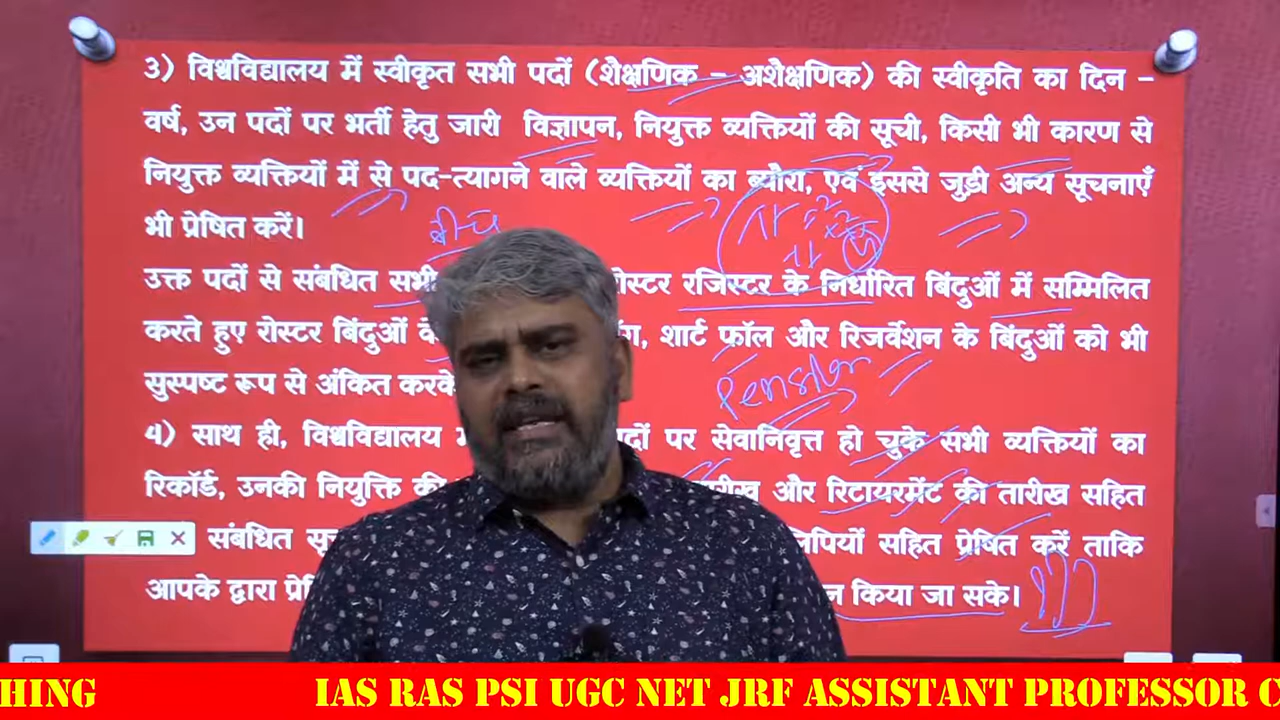 3) विश्वविद्यालय में स्वीकृत सभी पदों (शैक्षणिक – अशैक्षणिक) की स्वीकृति का दिन –
वर्ष, उन पदों पर भर्ती हेतु जारी विज्ञापन, नियुक्त व्यक्तियों की सूची, किसी भी कारण से
नियुक्त व्यक्तियों में से पद-त्यागने वाले व्यक्तियों का ब्योरा, एवं इससे जुड़ी अन्य सूचनाएँ
भी प्रेषित करें।
उक्त पदों से संबधित सभी रजिस्टर के निर्धारित बिंदुओं में सम्मिलित
करते हुए रोस्टर बिंदुओं शार्ट फ़ॉल और रिजर्वेशन के बिंदुओं को भी
सुस्पष्ट रूप से अंकित करके
Pension
4) साथ ही, विश्वविद्यालय पर सेवानिवृत्त हो चुके सभी व्यक्तियों का
रिकॉर्ड, उनकी नियुक्ति की और रिटायरमेंट की तारीख सहित
संबधित सहित प्रेषित करें ताकि
आपके द्वारा किया जा सके।
HING IAS RAS PSI UGC NET JRF ASSISTANT PROFESSOR C